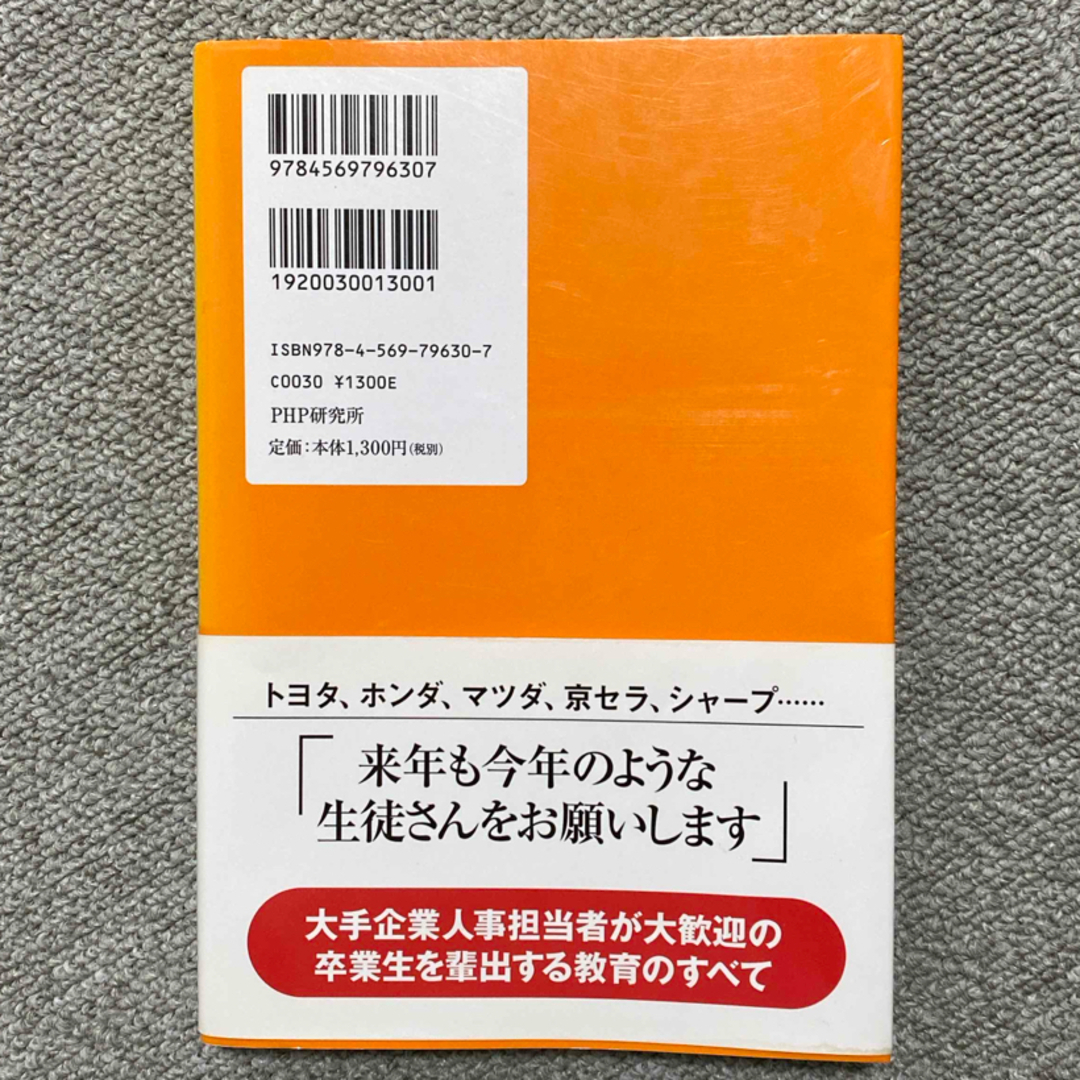 9784569796307
1920030013001
ISBN978-4-569-79630-7
C0030 ¥1300E
PHP研究所
定価：本体1,300円（税別）
トヨタ、ホンダ、マツダ、京セラ、シャープ……
「来年も今年のような
生徒さんをお願いします」
大手企業人事担当者が大歓迎の
卒業生を輩出する教育のすべて